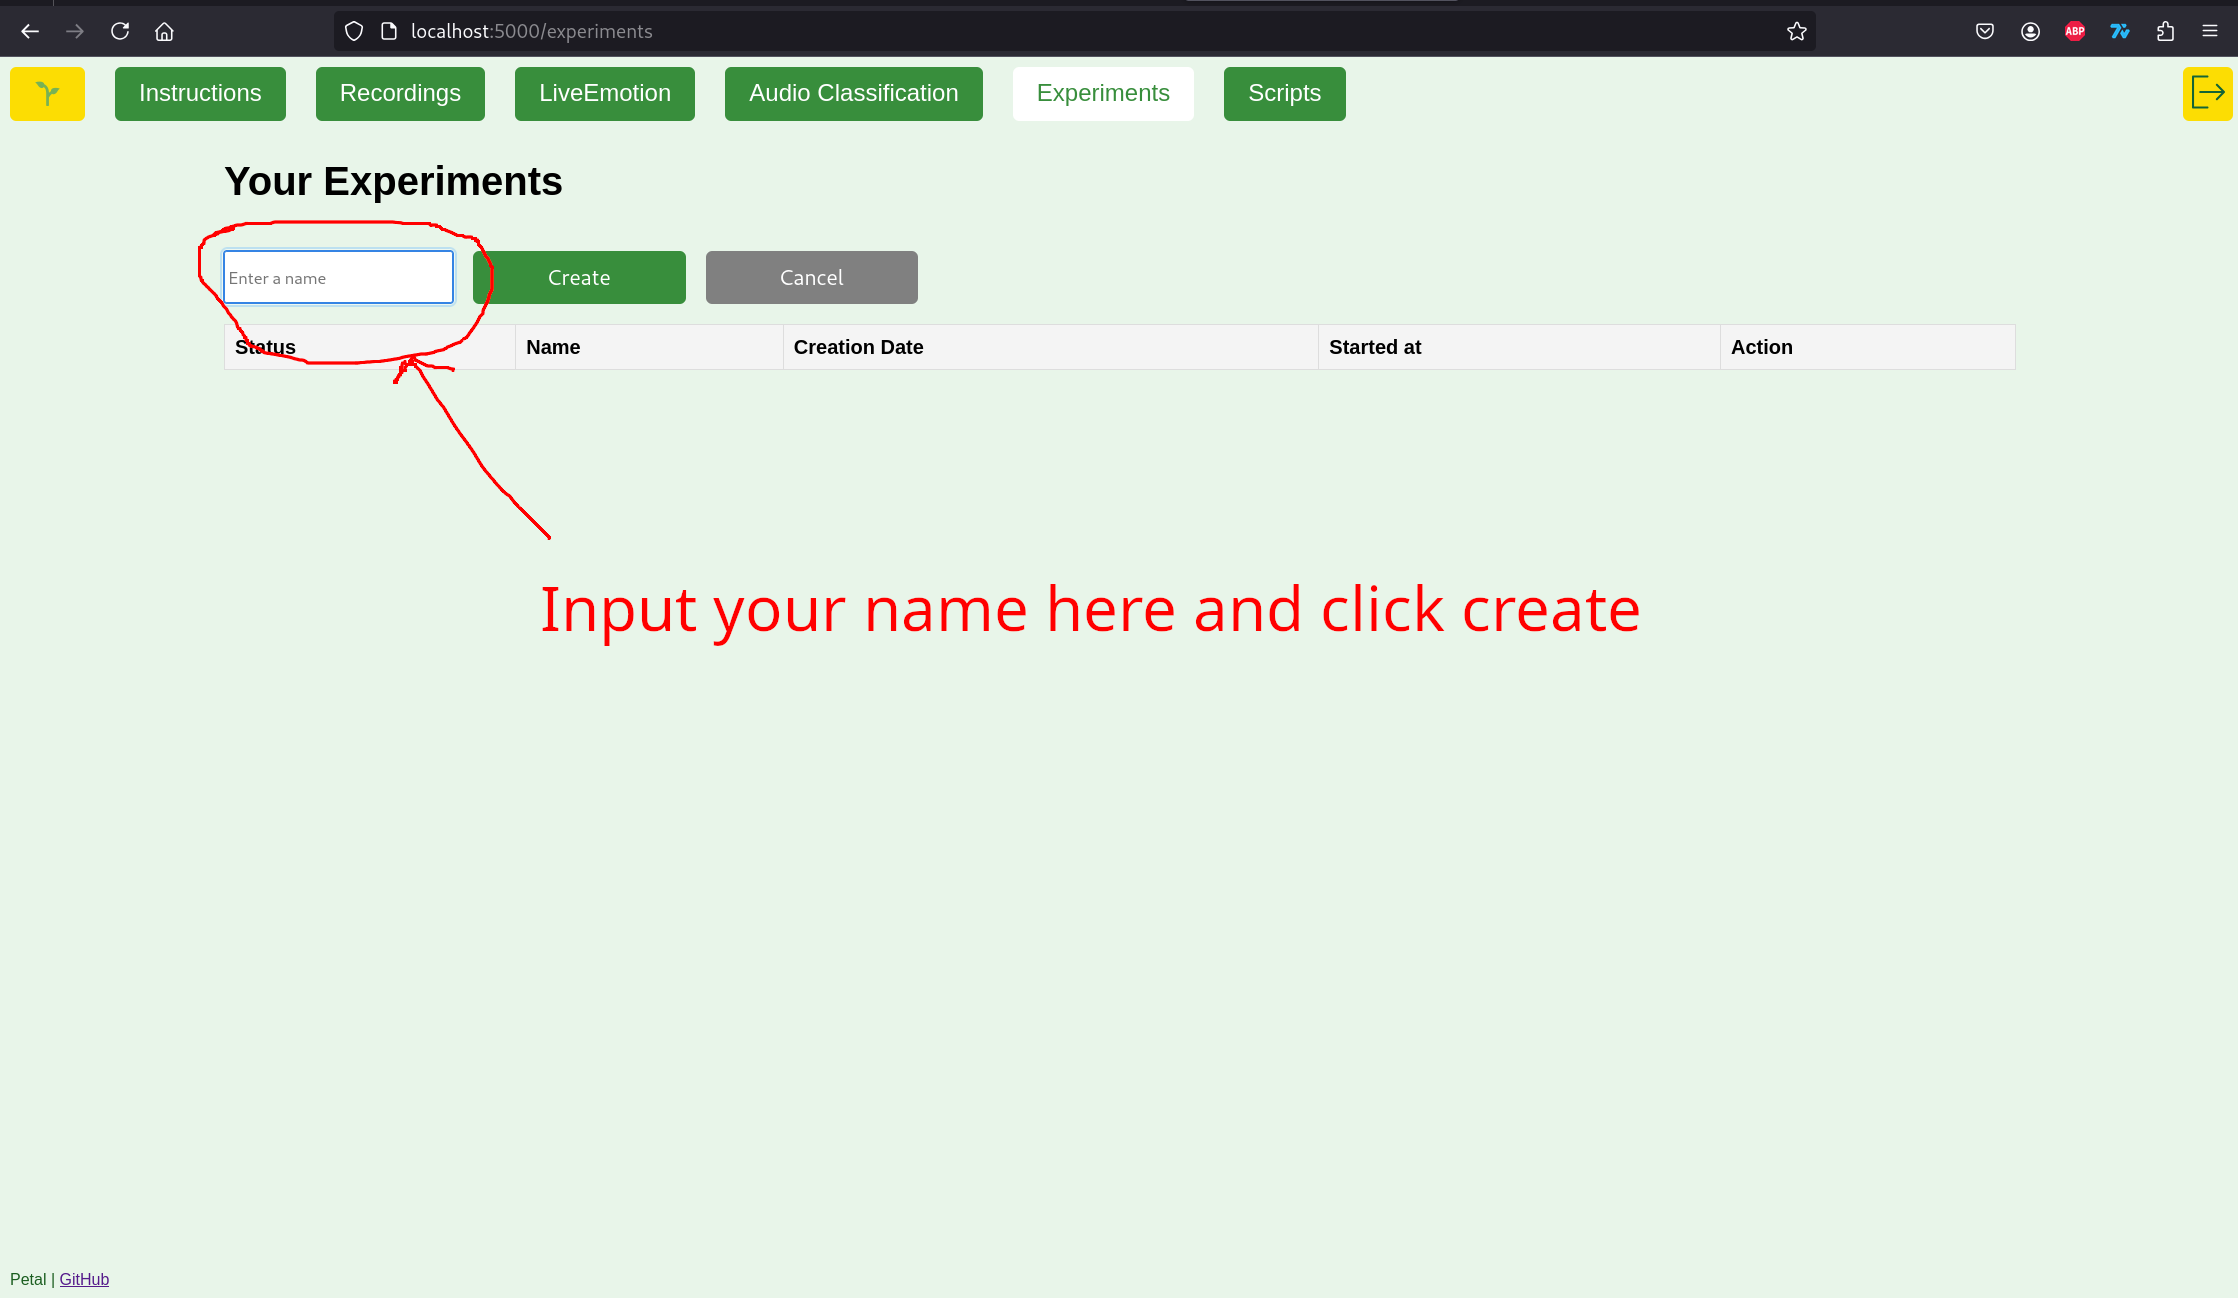 localhost:5000/experiments
ABP
Instructions
Recordings
LiveEmotion
Audio Classification
Experiments
Scripts
Your Experiments
Enter a name
Create
Cancel
Status
Name
Creation Date
Started at
Action
Input your name here and click create
Petal | GitHub